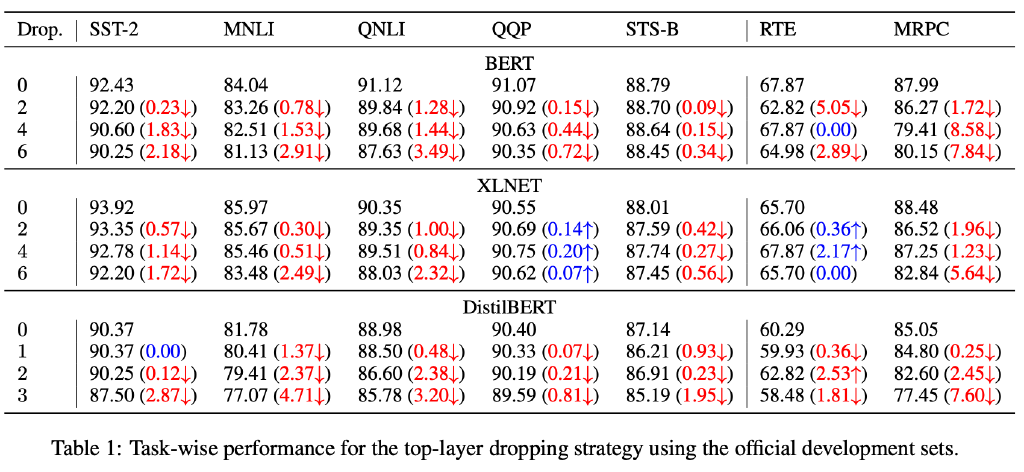 Drop. SST-2 MNLI QNLI QQP STS-B RTE MRPC
BERT
0 92.43 84.04 91.12 91.07 88.79 67.87 87.99
2 92.20 (0.23↓) 83.26 (0.78↓) 89.84 (1.28↓) 90.92 (0.15↓) 88.70 (0.09↓) 62.82 (5.05↓) 86.27 (1.72↓)
4 90.60 (1.83↓) 82.51 (1.53↓) 89.68 (1.44↓) 90.63 (0.44↓) 88.64 (0.15↓) 67.87 (0.00) 79.41 (8.58↓)
6 90.25 (2.18↓) 81.13 (2.91↓) 87.63 (3.49↓) 90.35 (0.72↓) 88.45 (0.34↓) 64.98 (2.89↓) 80.15 (7.84↓)
XLNET
0 93.92 85.97 90.35 90.55 88.01 65.70 88.48
2 93.35 (0.57↓) 85.67 (0.30↓) 89.35 (1.00↓) 90.69 (0.14↑) 87.59 (0.42↓) 66.06 (0.36↑) 86.52 (1.96↓)
4 92.78 (1.14↓) 85.46 (0.51↓) 89.51 (0.84↓) 90.75 (0.20↑) 87.74 (0.27↓) 67.87 (2.17↑) 87.25 (1.23↓)
6 92.20 (1.72↓) 83.48 (2.49↓) 88.03 (2.32↓) 90.62 (0.07↑) 87.45 (0.56↓) 65.70 (0.00) 82.84 (5.64↓)
DistilBERT
0 90.37 81.78 88.98 90.40 87.14 60.29 85.05
1 90.37 (0.00) 80.41 (1.37↓) 88.50 (0.48↓) 90.33 (0.07↓) 86.21 (0.93↓) 59.93 (0.36↓) 84.80 (0.25↓)
2 90.25 (0.12↓) 79.41 (2.37↓) 86.60 (2.38↓) 90.19 (0.21↓) 86.91 (0.23↓) 62.82 (2.53↑) 82.60 (2.45↓)
3 87.50 (2.87↓) 77.07 (4.71↓) 85.78 (3.20↓) 89.59 (0.81↓) 85.19 (1.95↓) 58.48 (1.81↓) 77.45 (7.60↓)
Table 1: Task-wise performance for the top-layer dropping strategy using the official development sets.